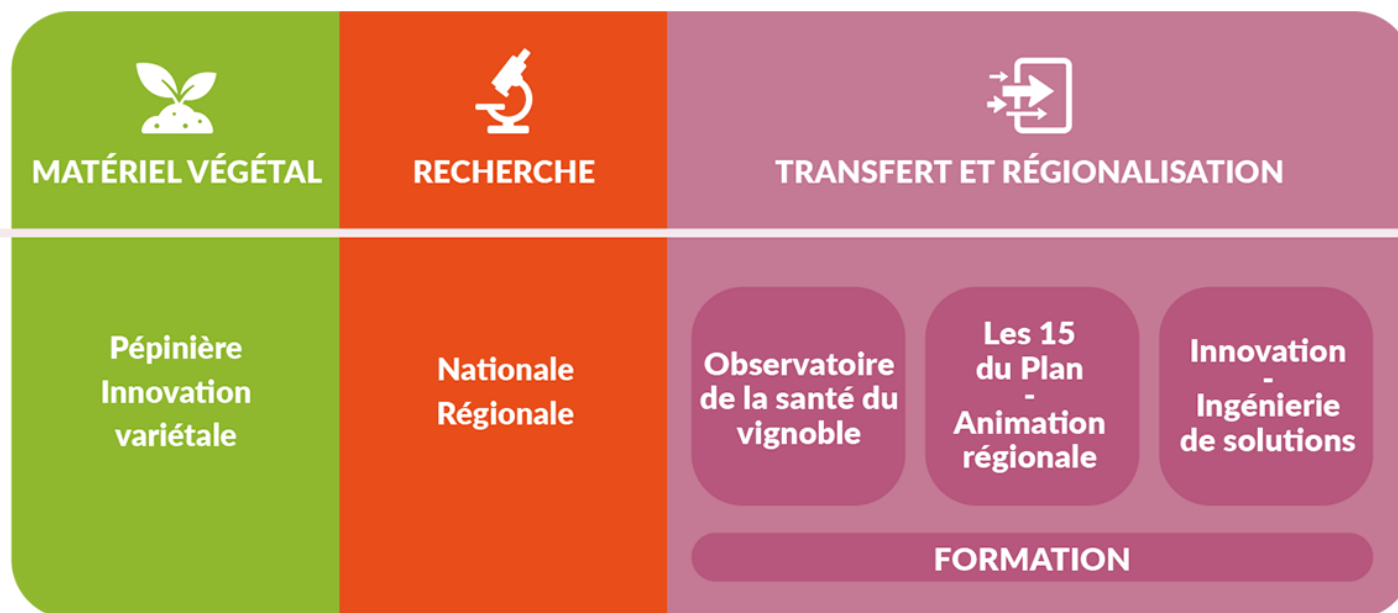 MATÉRIEL VÉGÉTAL
RECHERCHE
TRANSFERT ET RÉGIONALISATION
Pépinière
Innovation
variétale
Nationale
Régionale
Observatoire
de la santé du
vignoble
Les 15
du Plan
-
Animation
régionale
Innovation
-
Ingénierie
de solutions
FORMATION